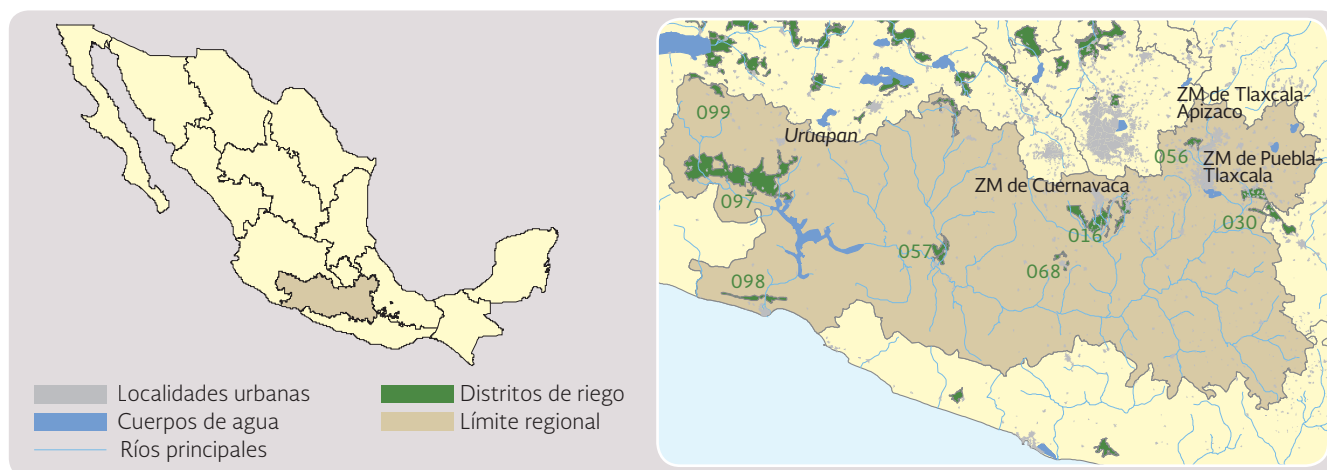 Localidades urbanas
Cuerpos de agua
Ríos principales
Distritos de riego
Límite regional
099
Uruapan
097
098
057
ZM de Cuernavaca
016
068
ZM de Tlaxcala-
Apizaco
056
ZM de Puebla-
Tlaxcala
030